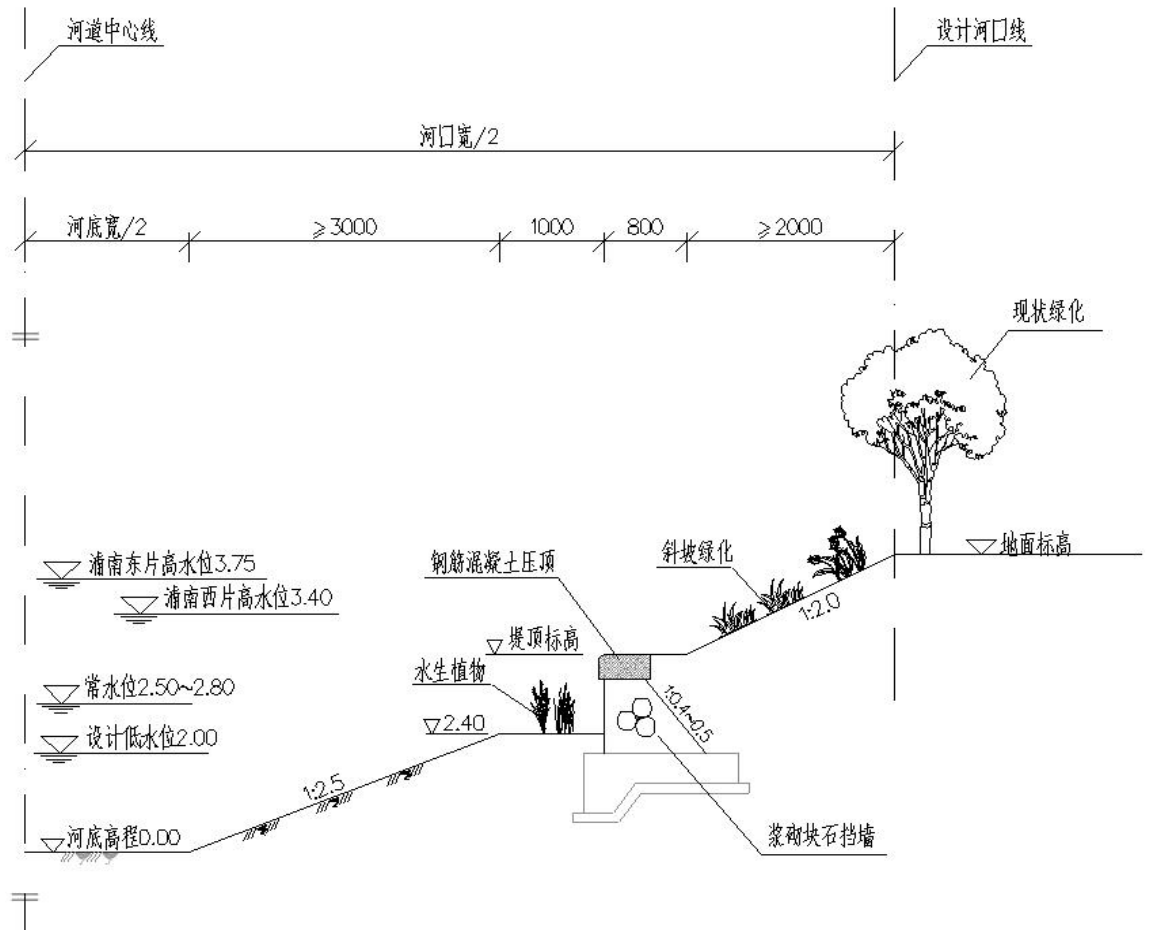 河道中心线
设计河口线
河口宽/2
河底宽/2
≥3000
1000
800
≥2000
现状绿化
浦南东片高水位3.75
浦南西片高水位3.40
钢筋混凝土压顶
斜坡绿化
地面标高
1:2.0
堤顶标高
水生植物
常水位2.50~2.80
设计低水位2.00
2.40
1:0.4~0.5
1:2.5
河底高程0.00
浆砌块石挡墙